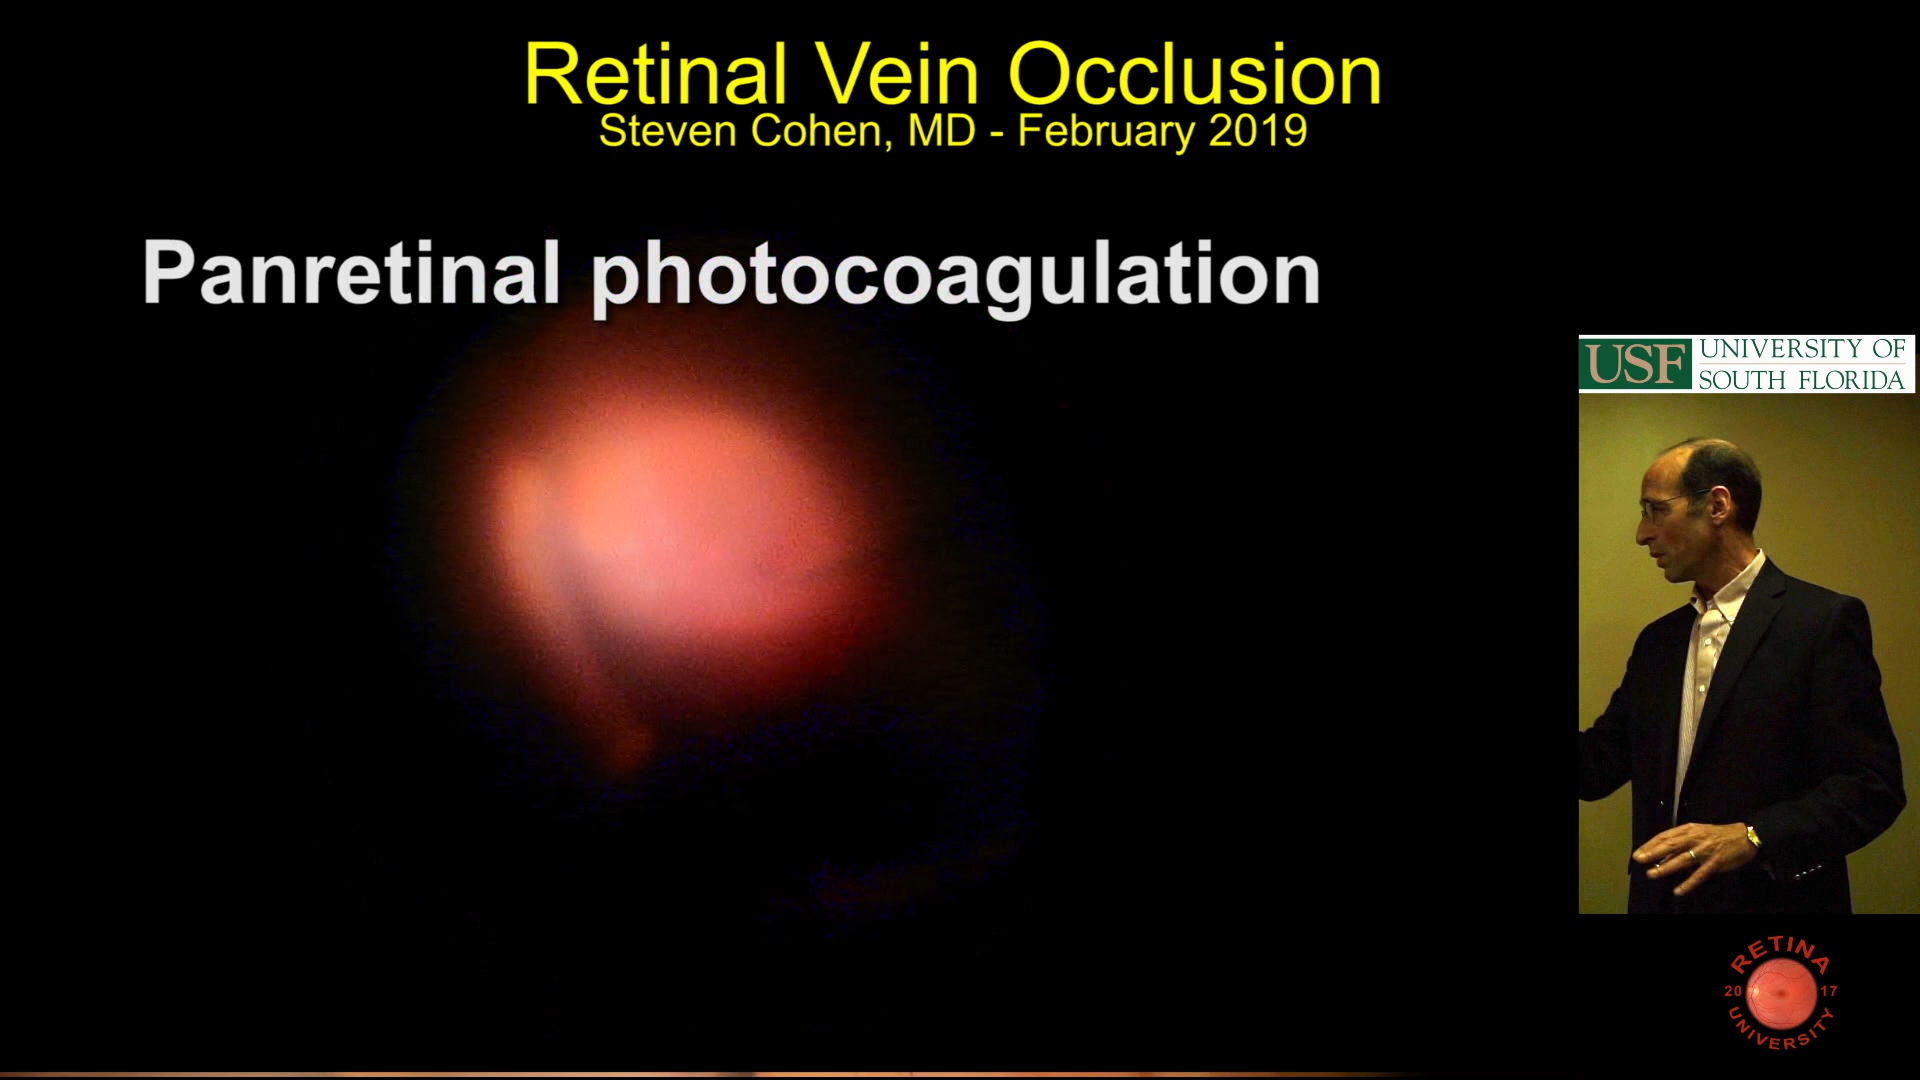 Retinal Vein Occlusion
Steven Cohen, MD - February 2019
Panretinal photocoagulation
USF UNIVERSITY OF
SOUTH FLORIDA
RETINA
20 17
UNIVERSITY